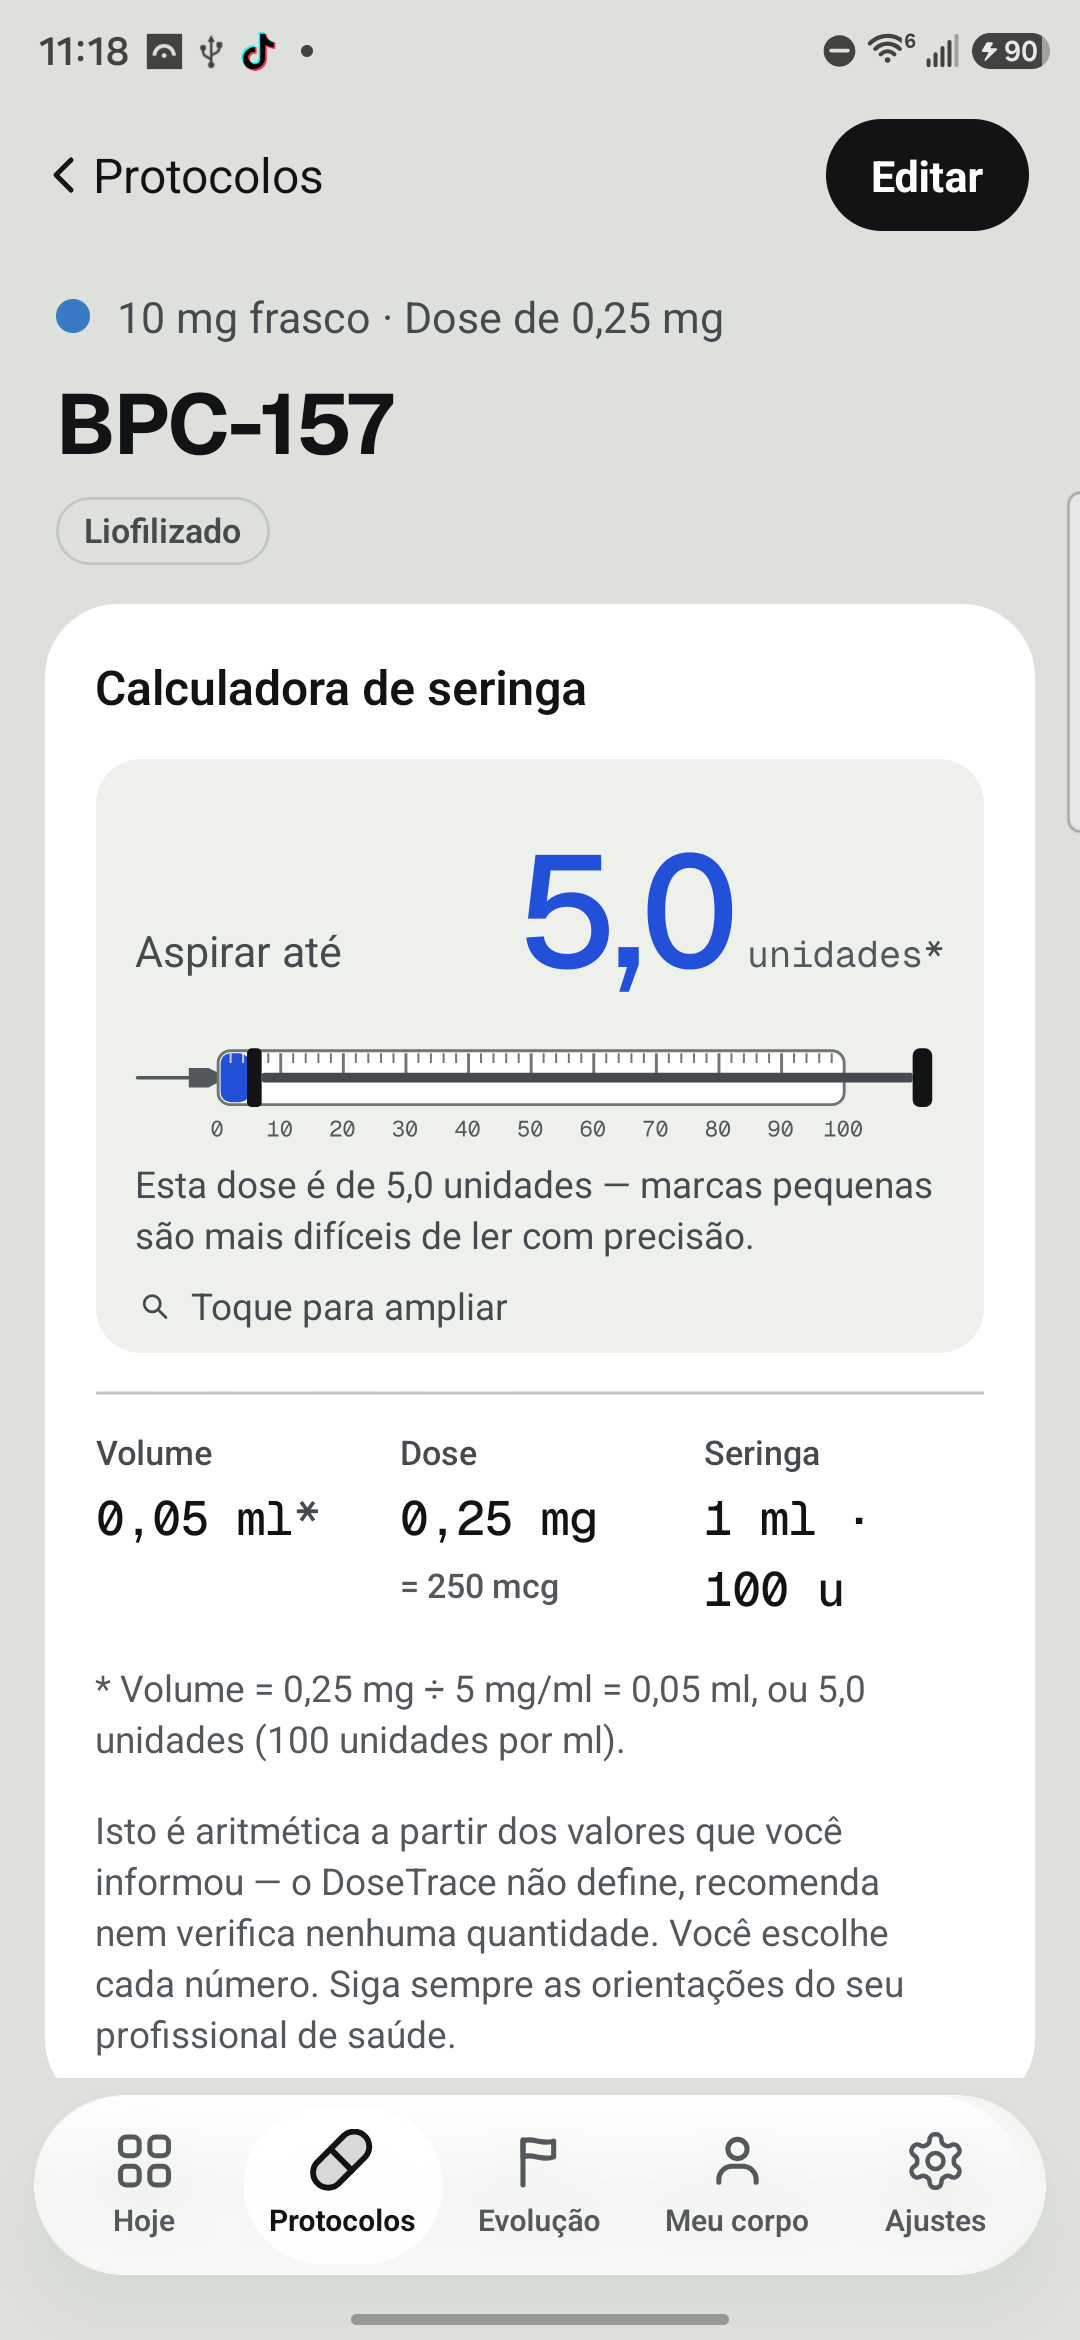 11:18
6
90
Protocolos
Editar
10 mg frasco · Dose de 0,25 mg
BPC-157
Liofilizado
Calculadora de seringa
Aspirar até 5,0 unidades*
0 10 20 30 40 50 60 70 80 90 100
Esta dose é de 5,0 unidades — marcas pequenas
são mais difíceis de ler com precisão.
Toque para ampliar
Volume Dose Seringa
0,05 ml* 0,25 mg 1 ml ·
= 250 mcg 100 u
* Volume = 0,25 mg ÷ 5 mg/ml = 0,05 ml, ou 5,0
unidades (100 unidades por ml).
Isto é aritmética a partir dos valores que você
informou — o DoseTrace não define, recomenda
nem verifica nenhuma quantidade. Você escolhe
cada número. Siga sempre as orientações do seu
profissional de saúde.
Hoje Protocolos Evolução Meu corpo Ajustes